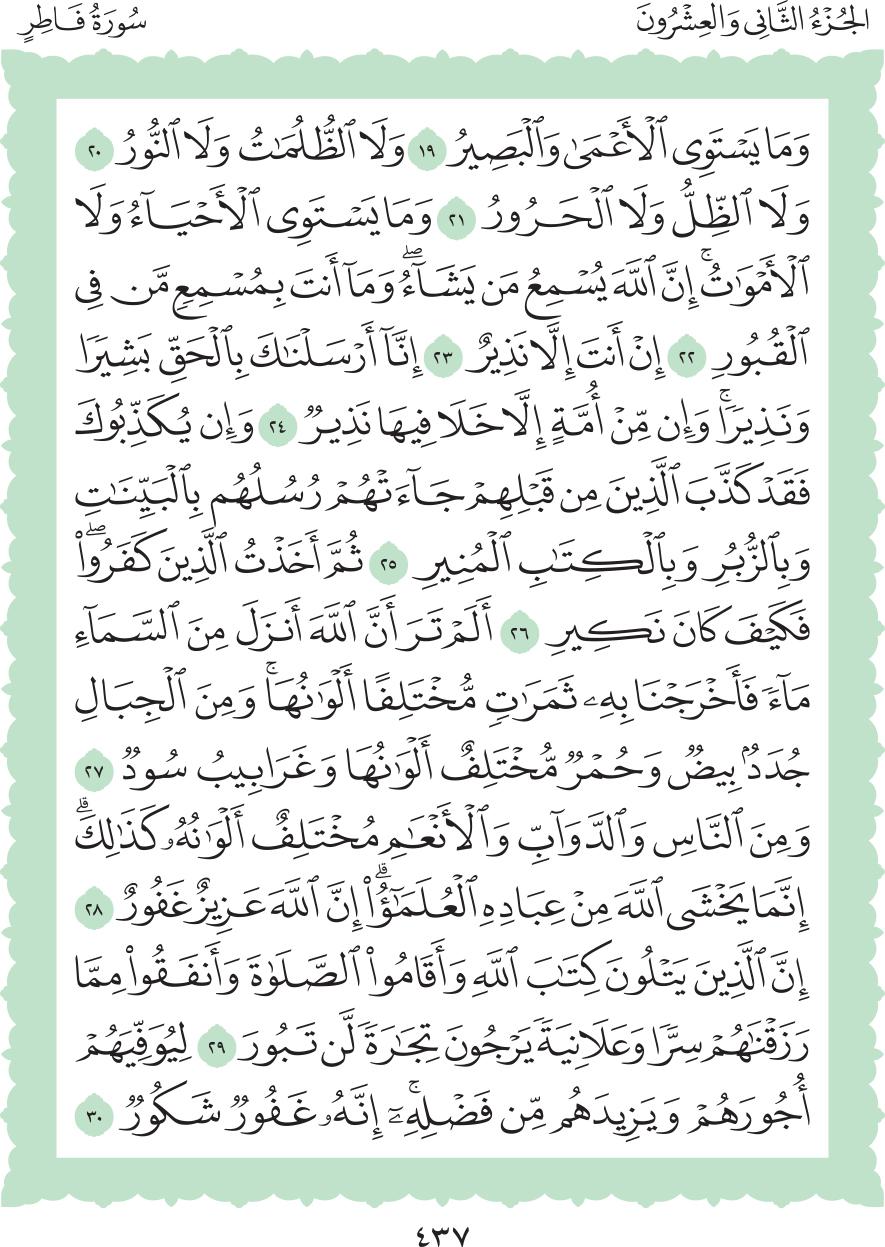 الجُزْءُ الثَّانِي وَالعِشْرُونَ
سُورَةُ فَاطِرٍ
وَمَا يَسْتَوِى ٱلْأَعْمَىٰ وَٱلْبَصِيرُ ١٩ وَلَا ٱلظُّلُمَٰتُ وَلَا ٱلنُّورُ ٢٠
وَلَا ٱلظِّلُّ وَلَا ٱلْحَرُورُ ٢١ وَمَا يَسْتَوِى ٱلْأَحْيَآءُ وَلَا
ٱلْأَمْوَٰتُۚ إِنَّ ٱللَّهَ يُسْمِعُ مَن يَشَآءُۖ وَمَآ أَنتَ بِمُسْمِعٍ مَّن فِى
ٱلْقُبُورِ ٢٢ إِنْ أَنتَ إِلَّا نَذِيرٌ ٢٣ إِنَّآ أَرْسَلْنَٰكَ بِٱلْحَقِّ بَشِيرًا
وَنَذِيرًاۚ وَإِن مِّنْ أُمَّةٍ إِلَّا خَلَا فِيهَا نَذِيرٌ ٢٤ وَإِن يُكَذِّبُوكَ
فَقَدْ كَذَّبَ ٱلَّذِينَ مِن قَبْلِهِمْ جَآءَتْهُمْ رُسُلُهُم بِٱلْبَيِّنَٰتِ
وَبِٱلزُّبُرِ وَبِٱلْكِتَٰبِ ٱلْمُنِيرِ ٢٥ ثُمَّ أَخَذْتُ ٱلَّذِينَ كَفَرُوا۟ۖ
فَكَيْفَ كَانَ نَكِيرِ ٢٦ أَلَمْ تَرَ أَنَّ ٱللَّهَ أَنزَلَ مِنَ ٱلسَّمَآءِ
مَآءً فَأَخْرَجْنَا بِهِۦ ثَمَرَٰتٍ مُّخْتَلِفًا أَلْوَٰنُهَاۚ وَمِنَ ٱلْجِبَالِ
جُدَدٌۢ بِيضٌ وَحُمْرٌ مُّخْتَلِفٌ أَلْوَٰنُهَا وَغَرَابِيبُ سُودٌ ٢٧
وَمِنَ ٱلنَّاسِ وَٱلدَّوَآبِّ وَٱلْأَنْعَٰمِ مُخْتَلِفٌ أَلْوَٰنُهُۥ كَذَٰلِكَۗ
إِنَّمَا يَخْشَى ٱللَّهَ مِنْ عِبَادِهِ ٱلْعُلَمَٰٓؤُا۟ۗ إِنَّ ٱللَّهَ عَزِيزٌ غَفُورٌ ٢٨
إِنَّ ٱلَّذِينَ يَتْلُونَ كِتَٰبَ ٱللَّهِ وَأَقَامُوا۟ ٱلصَّلَوٰةَ وَأَنفَقُوا۟ مِمَّا
رَزَقْنَٰهُمْ سِرًّا وَعَلَانِيَةً يَرْجُونَ تِجَٰرَةً لَّن تَبُورَ ٢٩ لِيُوَفِّيَهُمْ
أُجُورَهُمْ وَيَزِيدَهُم مِّن فَضْلِهِۦٓۚ إِنَّهُۥ غَفُورٌ شَكُورٌ ٣٠
٤٣٧